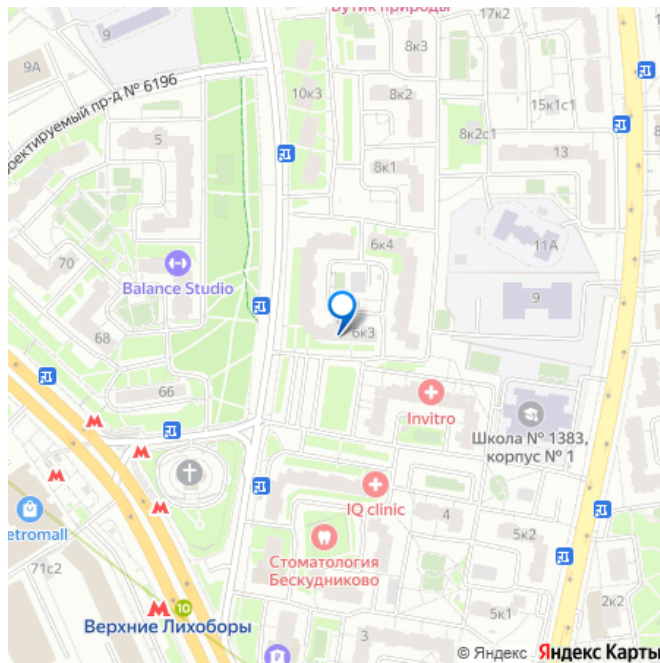 Бутик природы
17к2
9
8к3
9А
оектируемый пр-д № 6196
10к3
8к2
15к1с1
5
8к2с1
13
8к1
6к4
11А
70
Balance Studio
9
6к3
68
66
Invitro
Школа № 1383,
корпус № 1
IQ clinic
4
etromall
5к2
Стоматология
Бескудниково
71с2
10
2к2
5к1
Верхние Лихоборы
3
© Яндекс Яндекс Карты